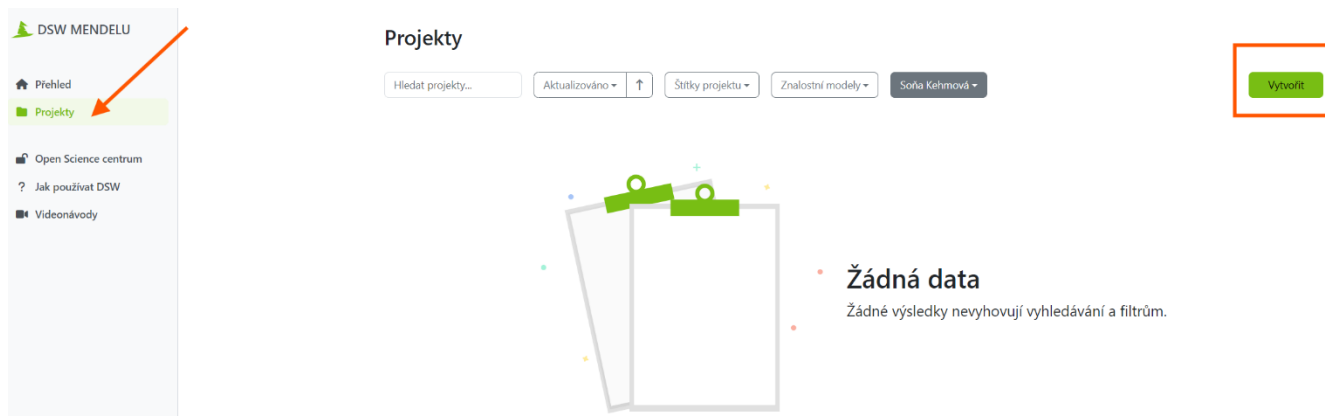 DSW MENDELU
Přehled
Projekty
Open Science centrum
? Jak používat DSW
Videonávody
Projekty
Hledat projekty...
Aktualizováno
Štítky projektu
Znalostní modely
Soňa Kehmová
Vytvořit
Žádná data
Žádné výsledky nevyhovují vyhledávání a filtrům.